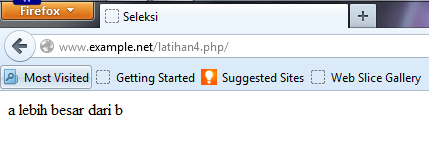 Firefox
Seleksi
www.example.net/latihan4.php/
Most Visited Getting Started Suggested Sites Web Slice Gallery
a lebih besar dari b